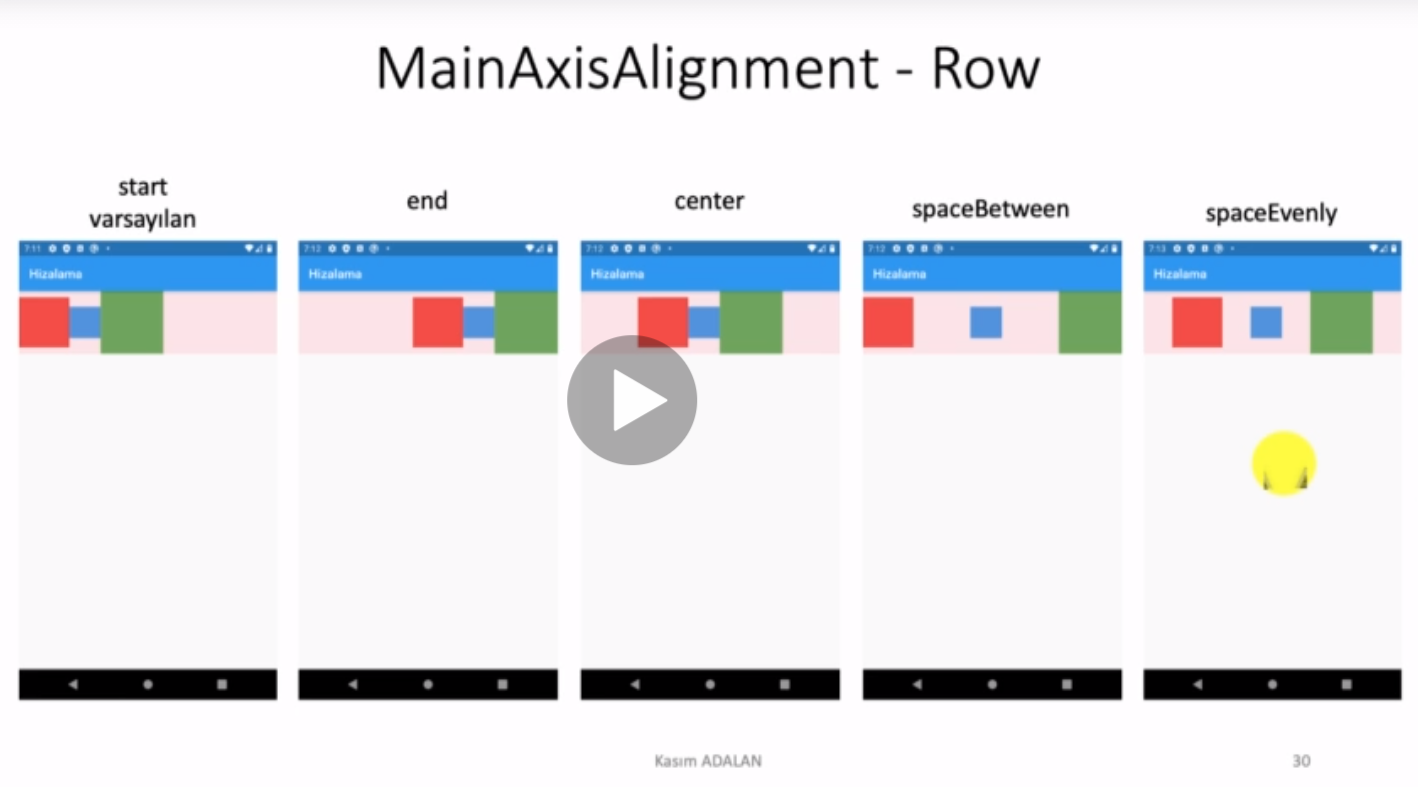 MainAxisAlignment - Row
start
varsayılan
end
center
spaceBetween
spaceEvenly
7:11
Hizalama
7:12
Hizalama
7:12
Hizalama
7:12
Hizalama
7:13
Hizalama
Kasım ADALAN
30